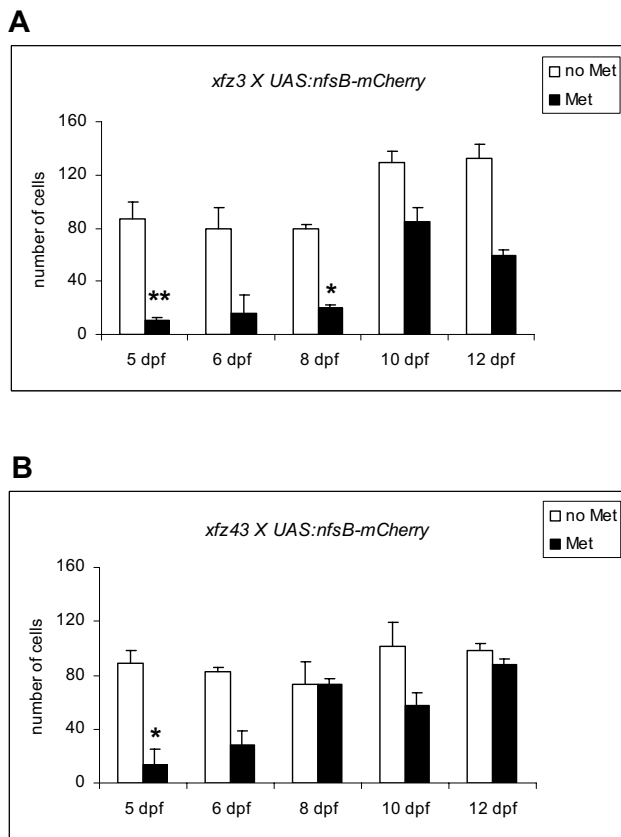 A
xfz3 X UAS:nfsB-mCherry
no Met
Met
number of cells
160
120
80
40
0
**
*
5 dpf 6 dpf 8 dpf 10 dpf 12 dpf
B
xfz43 X UAS:nfsB-mCherry
no Met
Met
number of cells
160
120
80
40
0
*
5 dpf 6 dpf 8 dpf 10 dpf 12 dpf